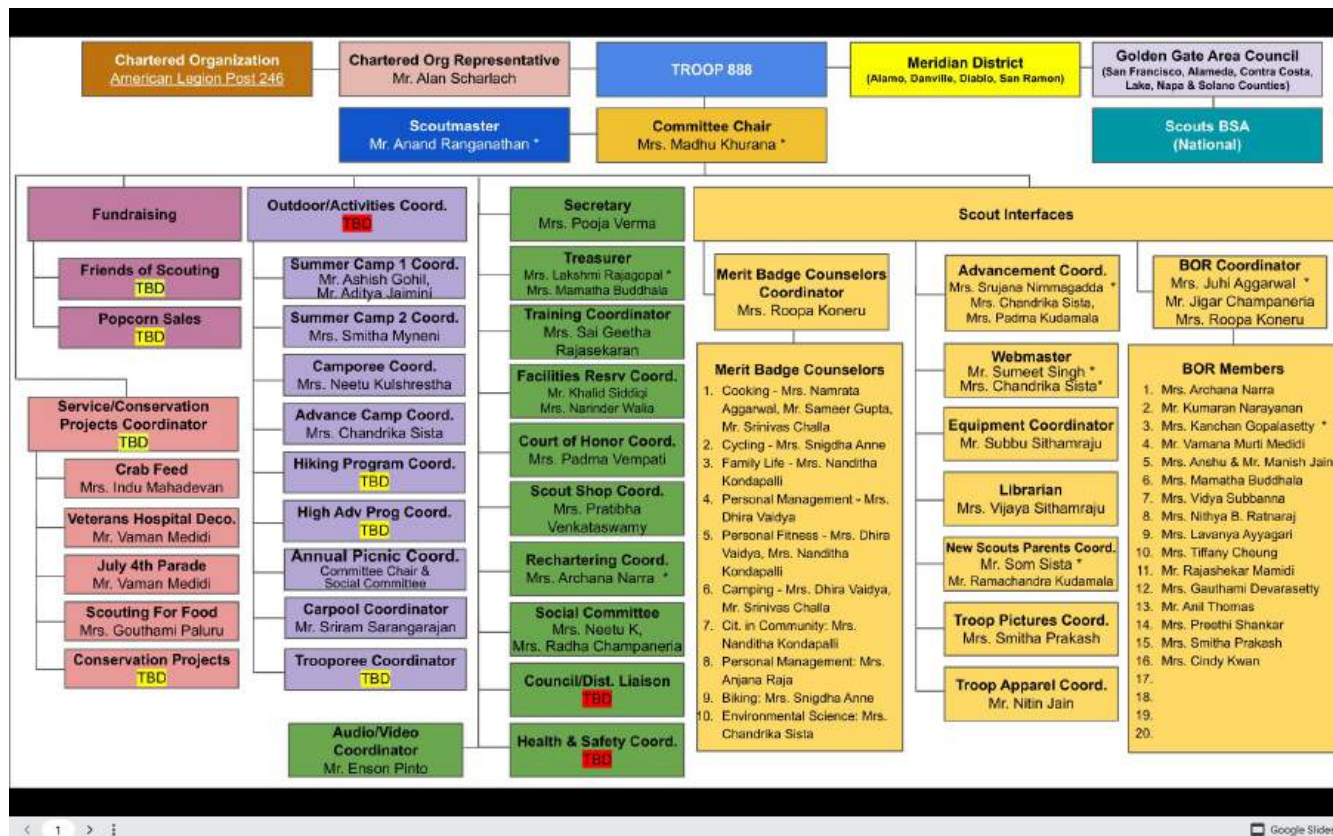 Chartered Organization
American Legion Post 246
Chartered Org Representative
Mr. Alan Scharlach
TROOP 888
Meridian District
(Alamo, Danville, Diablo, San Ramon)
Golden Gate Area Council
(San Francisco, Alameda, Contra Costa,
Lake, Napa & Solano Counties)
Scoutmaster
Mr. Anand Ranganathan *
Committee Chair
Mrs. Madhu Khurana *
Scouts BSA
(National)
Fundraising
Friends of Scouting
TBD
Popcorn Sales
TBD
Service/Conservation
Projects Coordinator
TBD
Crab Feed
Mrs. Indu Mahadevan
Veterans Hospital Deco.
Mr. Vaman Medidi
July 4th Parade
Mr. Vaman Medidi
Scouting For Food
Mrs. Gouthami Paluru
Conservation Projects
TBD
Outdoor/Activities Coord.
TBD
Summer Camp 1 Coord.
Mr. Ashish Gohil,
Mr. Aditya Jaimini
Summer Camp 2 Coord.
Mrs. Smitha Myneni
Camporee Coord.
Mrs. Neetu Kulshrestha
Advance Camp Coord.
Mrs. Chandrika Sista
Hiking Program Coord.
TBD
High Adv Prog Coord.
TBD
Annual Picnic Coord.
Committee Chair &
Social Committee
Carpool Coordinator
Mr. Sriram Sarangarajan
Trooporee Coordinator
TBD
Secretary
Mrs. Pooja Verma
Treasurer
Mrs. Lakshmi Rajagopal *
Mrs. Mamatha Buddhala
Training Coordinator
Mrs. Sai Geetha
Rajasekaran
Facilities Resrv Coord.
Mr. Khalid Siddiqi
Mrs. Narinder Walia
Court of Honor Coord.
Mrs. Padma Vempati
Scout Shop Coord.
Mrs. Pratibha
Venkataswamy
Rechartering Coord.
Mrs. Archana Narra *
Social Committee
Mrs. Neetu K,
Mrs. Radha Champaneria
Council/Dist. Liaison
TBD
Health & Safety Coord.
TBD
Audio/Video
Coordinator
Mr. Enson Pinto
Scout Interfaces
Merit Badge Counselors
Coordinator
Mrs. Roopa Koneru
Merit Badge Counselors
1. Cooking - Mrs. Namrata
Aggarwal, Mr. Sameer Gupta,
Mr. Srinivas Challa
2. Cycling - Mrs. Snigdha Anne
3. Family Life - Mrs. Nanditha
Kondapalli
4. Personal Management - Mrs.
Dhira Vaidya
5. Personal Fitness - Mrs. Dhira
Vaidya, Mrs. Nanditha
Kondapalli
6. Camping - Mrs. Dhira Vaidya,
Mr. Srinivas Challa
7. Cit. in Community: Mrs.
Nanditha Kondapalli
8. Personal Management: Mrs.
Anjana Raja
9. Biking: Mrs. Snigdha Anne
10. Environmental Science: Mrs.
Chandrika Sista
Advancement Coord.
Mrs. Srujana Nimmagadda *
Mrs. Chandrika Sista,
Mrs. Padma Kudamala
Webmaster
Mr. Sumeet Singh *
Mrs. Chandrika Sista*
Equipment Coordinator
Mr. Subbu Sithamraju
Librarian
Mrs. Vijaya Sithamraju
New Scouts Parents Coord.
Mr. Som Sista *
Mr. Ramachandra Kudamala
Troop Pictures Coord.
Mrs. Smitha Prakash
Troop Apparel Coord.
Mr. Nitin Jain
BOR Coordinator
Mrs. Juhi Aggarwal *
Mr. Jigar Champaneria
Mrs. Roopa Koneru
BOR Members
1. Mrs. Archana Narra
2. Mr. Kumaran Narayanan
3. Mrs. Kanchan Gopalasetty *
4. Mr. Vamana Murti Medidi
5. Mrs. Anshu & Mr. Manish Jain
6. Mrs. Mamatha Buddhala
7. Mrs. Vidya Subbanna
8. Mrs. Nithya B. Ratnaraj
9. Mrs. Lavanya Ayyagari
10. Mrs. Tiffany Cheung
11. Mr. Rajashekar Mamidi
12. Mrs. Gauthami Devarasetty
13. Mr. Anil Thomas
14. Mrs. Preethi Shankar
15. Mrs. Smitha Prakash
16. Mrs. Cindy Kwan
17.
18.
19.
20.
1
Google Slides